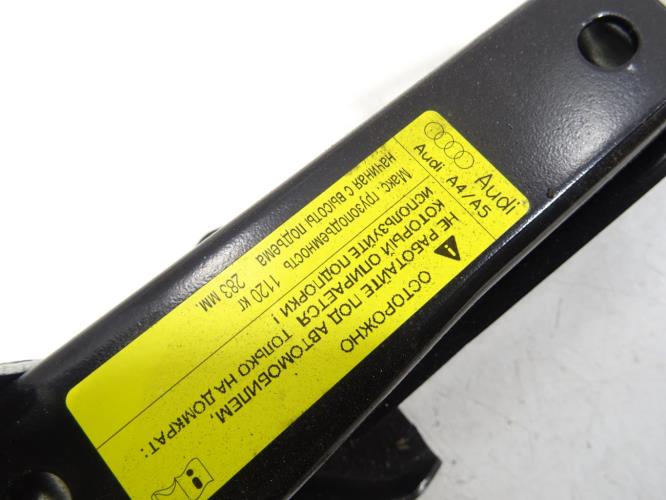 Audi
Audi A4/A5
Макс. грузоподъемность 1120 кг
начиная с высоты подъема 283 мм.
ОСТОРОЖНО
НЕ РАБОТАЙТЕ ПОД АВТОМОБИЛЕМ,
КОТОРЫЙ ОПИРАЕТСЯ ТОЛЬКО НА ДОМКРАТ:
ИСПОЛЬЗУЙТЕ ПОДПОРКИ !